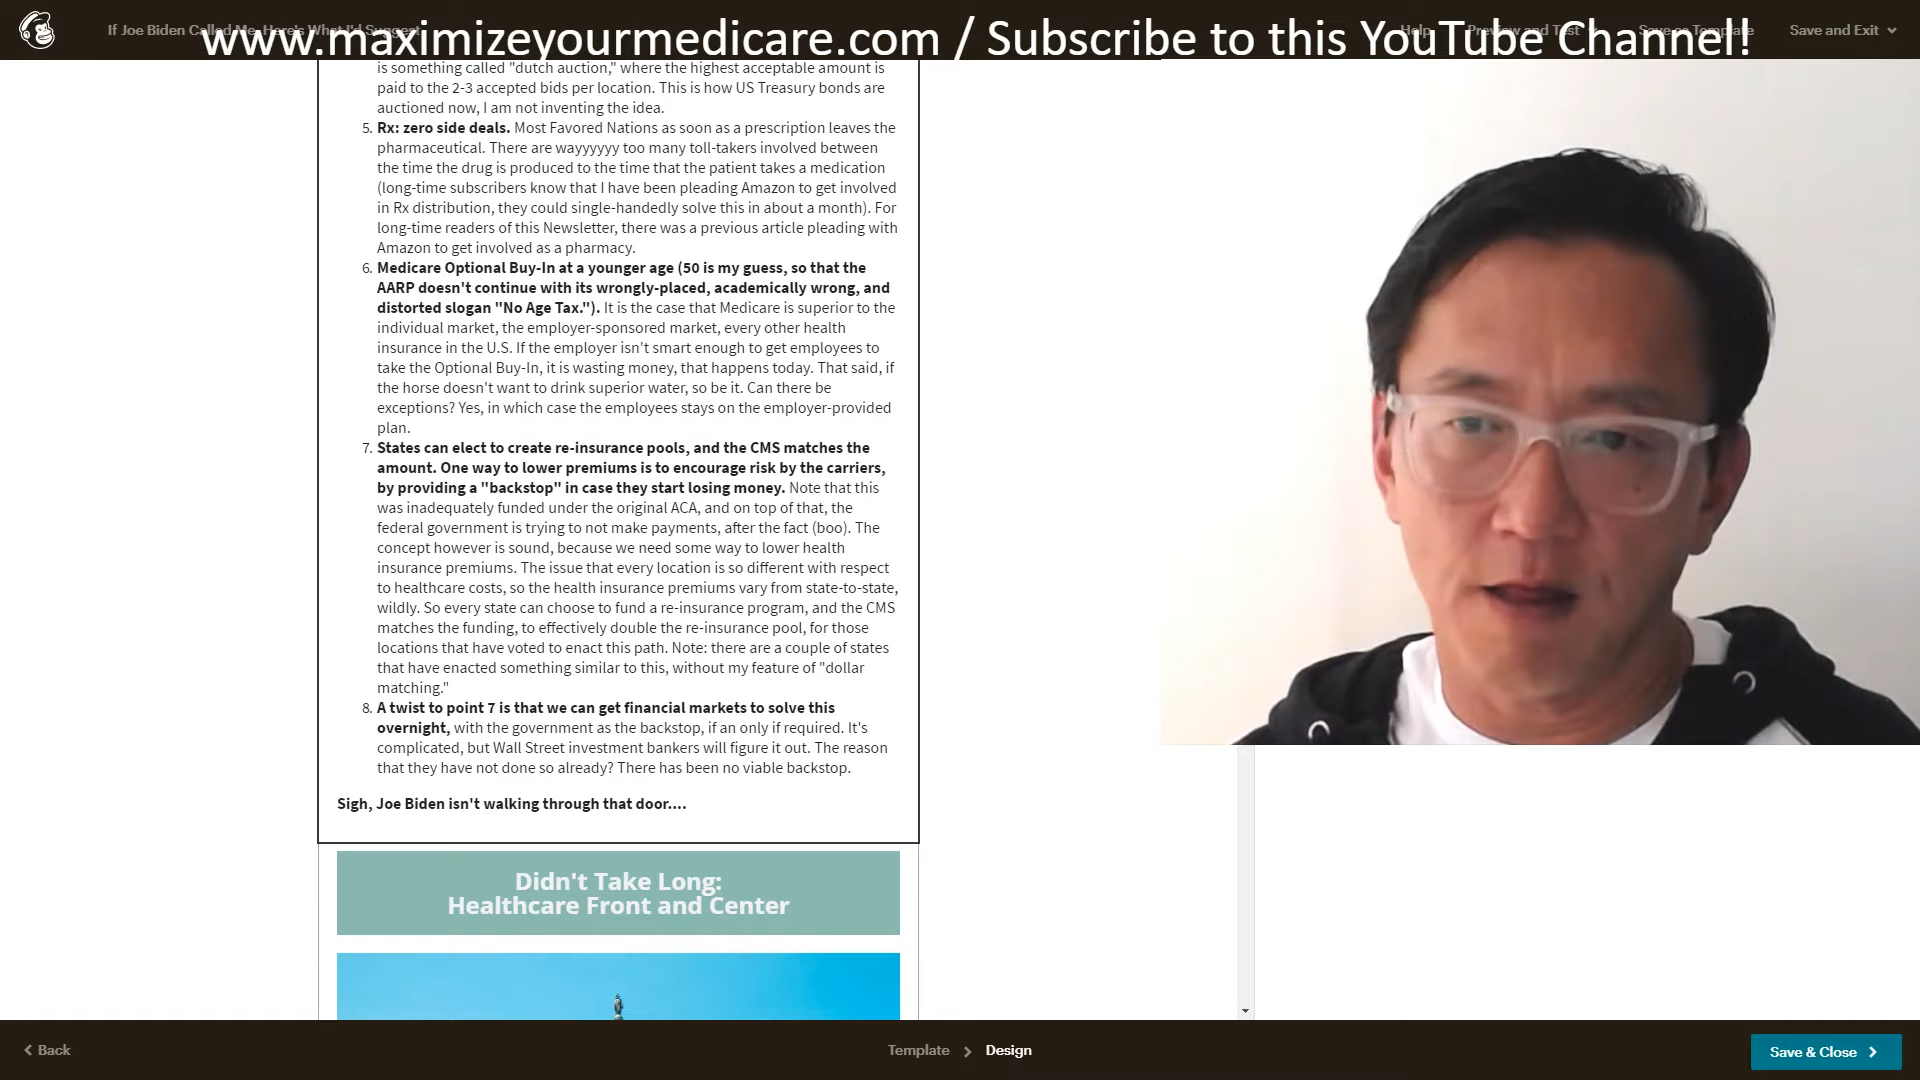 If Joe Biden Called Me, Here's What I'd Suggest
www.maximizeyourmedicare.com / Subscribe to this YouTube Channel!
Help
Preview and Test
Save as Template
Save and Exit
is something called "dutch auction," where the highest acceptable amount is
paid to the 2-3 accepted bids per location. This is how US Treasury bonds are
auctioned now, I am not inventing the idea.
5. Rx: zero side deals. Most Favored Nations as soon as a prescription leaves the
pharmaceutical. There are wayyyyyy too many toll-takers involved between
the time the drug is produced to the time that the patient takes a medication
(long-time subscribers know that I have been pleading Amazon to get involved
in Rx distribution, they could single-handedly solve this in about a month). For
long-time readers of this Newsletter, there was a previous article pleading with
Amazon to get involved as a pharmacy.
6. Medicare Optional Buy-In at a younger age (50 is my guess, so that the
AARP doesn't continue with its wrongly-placed, academically wrong, and
distorted slogan "No Age Tax."). It is the case that Medicare is superior to the
individual market, the employer-sponsored market, every other health
insurance in the U.S. If the employer isn't smart enough to get employees to
take the Optional Buy-In, it is wasting money, that happens today. That said, if
the horse doesn't want to drink superior water, so be it. Can there be
exceptions? Yes, in which case the employees stays on the employer-provided
plan.
7. States can elect to create re-insurance pools, and the CMS matches the
amount. One way to lower premiums is to encourage risk by the carriers,
by providing a "backstop" in case they start losing money. Note that this
was inadequately funded under the original ACA, and on top of that, the
federal government is trying to not make payments, after the fact (boo). The
concept however is sound, because we need some way to lower health
insurance premiums. The issue that every location is so different with respect
to healthcare costs, so the health insurance premiums vary from state-to-state,
wildly. So every state can choose to fund a re-insurance program, and the CMS
matches the funding, to effectively double the re-insurance pool, for those
locations that have voted to enact this path. Note: there are a couple of states
that have enacted something similar to this, without my feature of "dollar
matching."
8. A twist to point 7 is that we can get financial markets to solve this
overnight, with the government as the backstop, if an only if required. It's
complicated, but Wall Street investment bankers will figure it out. The reason
that they have not done so already? There has been no viable backstop.
Sigh, Joe Biden isn't walking through that door....
Didn't Take Long:
Healthcare Front and Center
Back
Template
Design
Save & Close